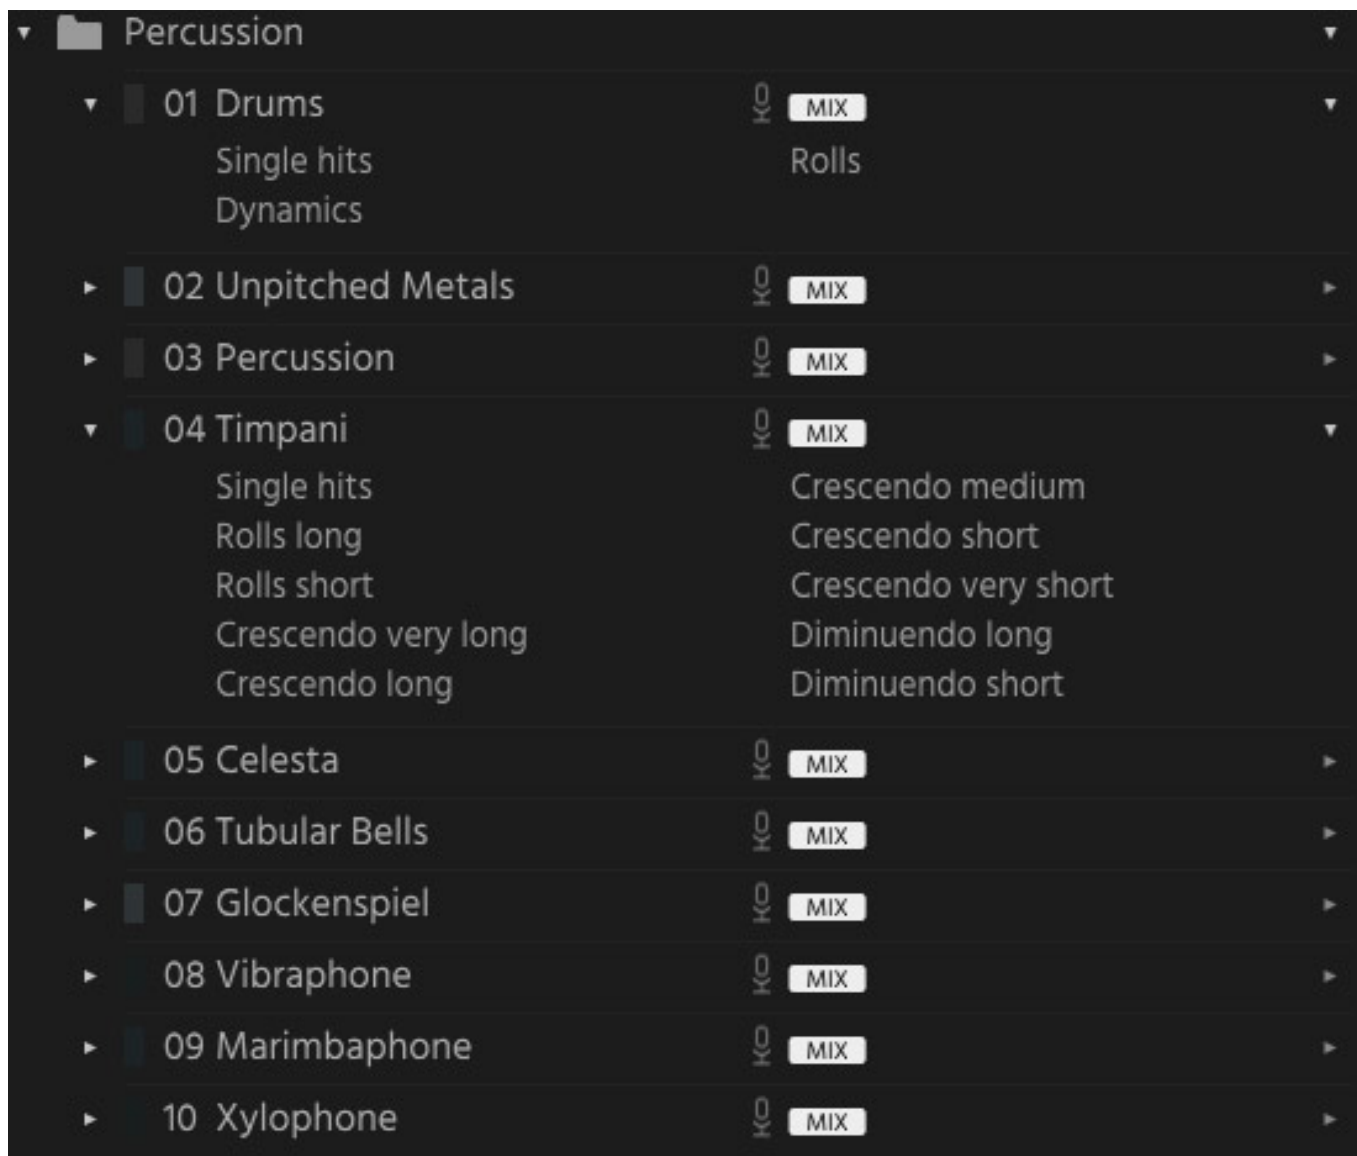 Percussion
01 Drums MIX
Single hits Rolls
Dynamics
02 Unpitched Metals MIX
03 Percussion MIX
04 Timpani MIX
Single hits Crescendo medium
Rolls long Crescendo short
Rolls short Crescendo very short
Crescendo very long Diminuendo long
Crescendo long Diminuendo short
05 Celesta MIX
06 Tubular Bells MIX
07 Glockenspiel MIX
08 Vibraphone MIX
09 Marimbaphone MIX
10 Xylophone MIX